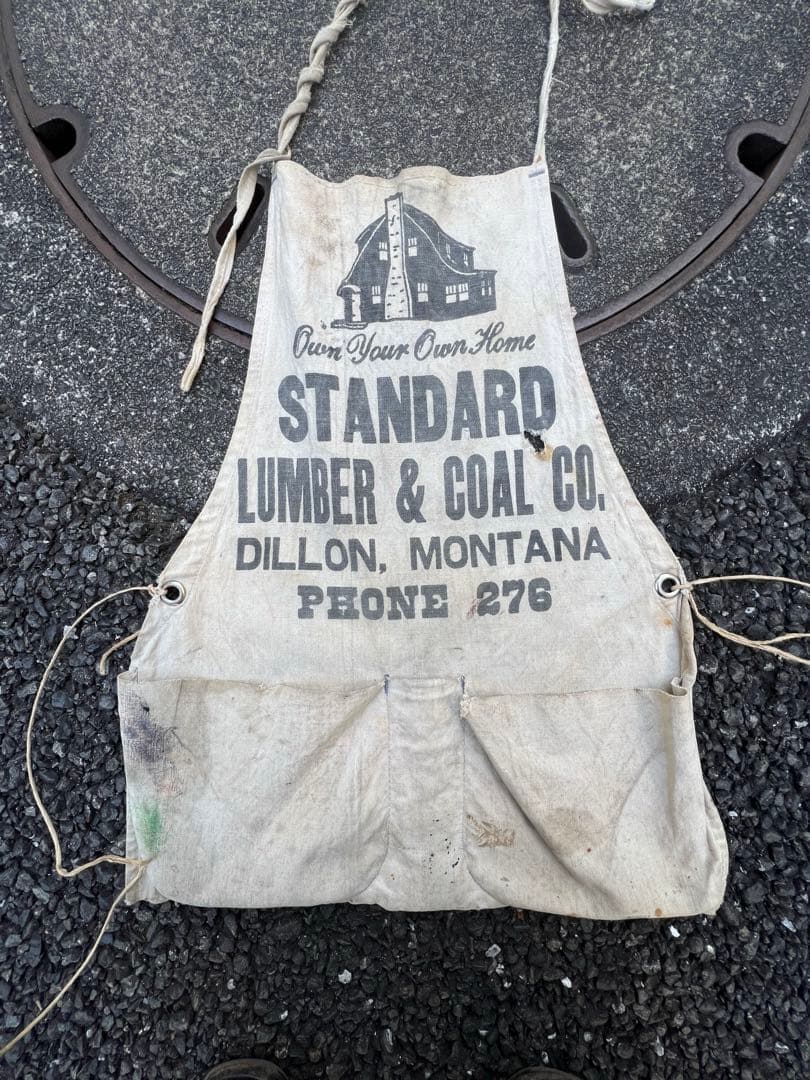 Own Your Own Home
STANDARD
LUMBER & COAL CO.
DILLON, MONTANA
PHONE 276